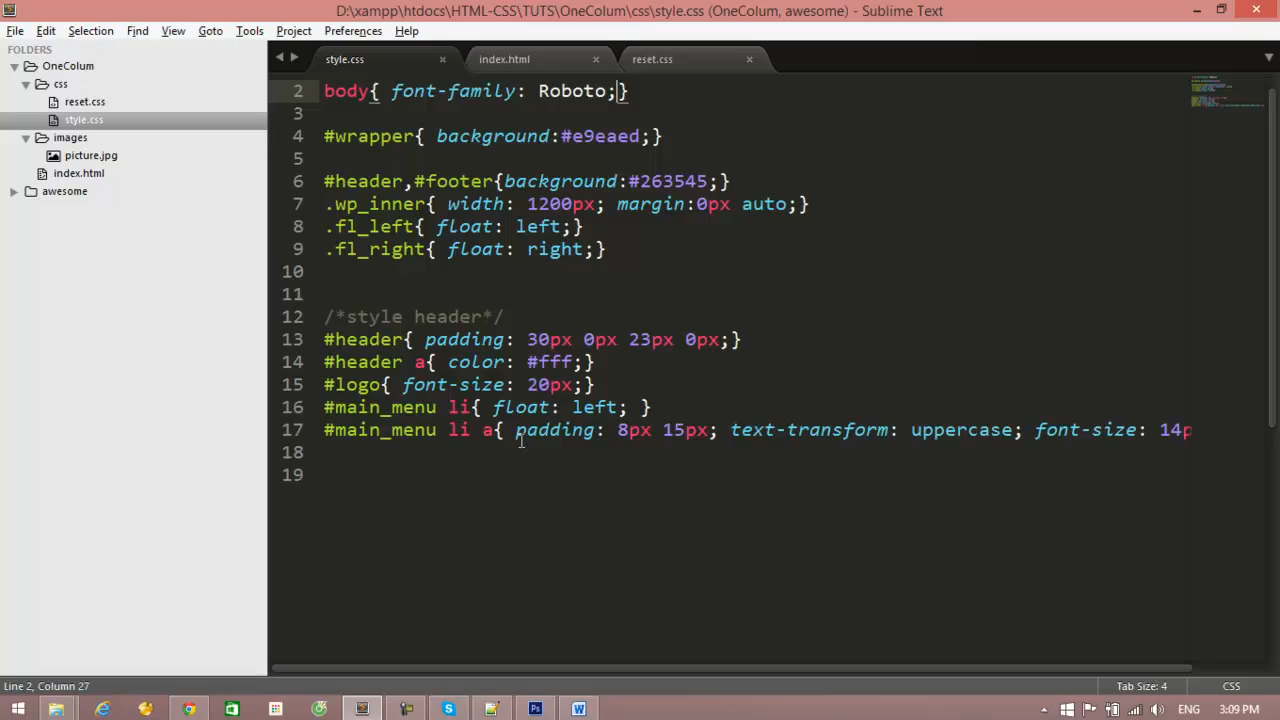 D:\xampp\htdocs\HTML-CSS\TUTS\OneColum\css\style.css (OneColum, awesome) - Sublime Text
File Edit Selection Find View Goto Tools Project Preferences Help
FOLDERS
OneColum
css
reset.css
style.css
images
picture.jpg
index.html
awesome
style.css × index.html × reset.css ×
2 body{ font-family: Roboto;}
3
4 #wrapper{ background:#e9eaed;}
5
6 #header,#footer{background:#263545;}
7 .wp_inner{ width: 1200px; margin:0px auto;}
8 .fl_left{ float: left;}
9 .fl_right{ float: right;}
10
11
12 /*style header*/
13 #header{ padding: 30px 0px 23px 0px;}
14 #header a{ color: #fff;}
15 #logo{ font-size: 20px;}
16 #main_menu li{ float: left; }
17 #main_menu li a{ padding: 8px 15px; text-transform: uppercase; font-size: 14p
18
19
Line 2, Column 27 Tab Size: 4 CSS
ENG 3:09 PM